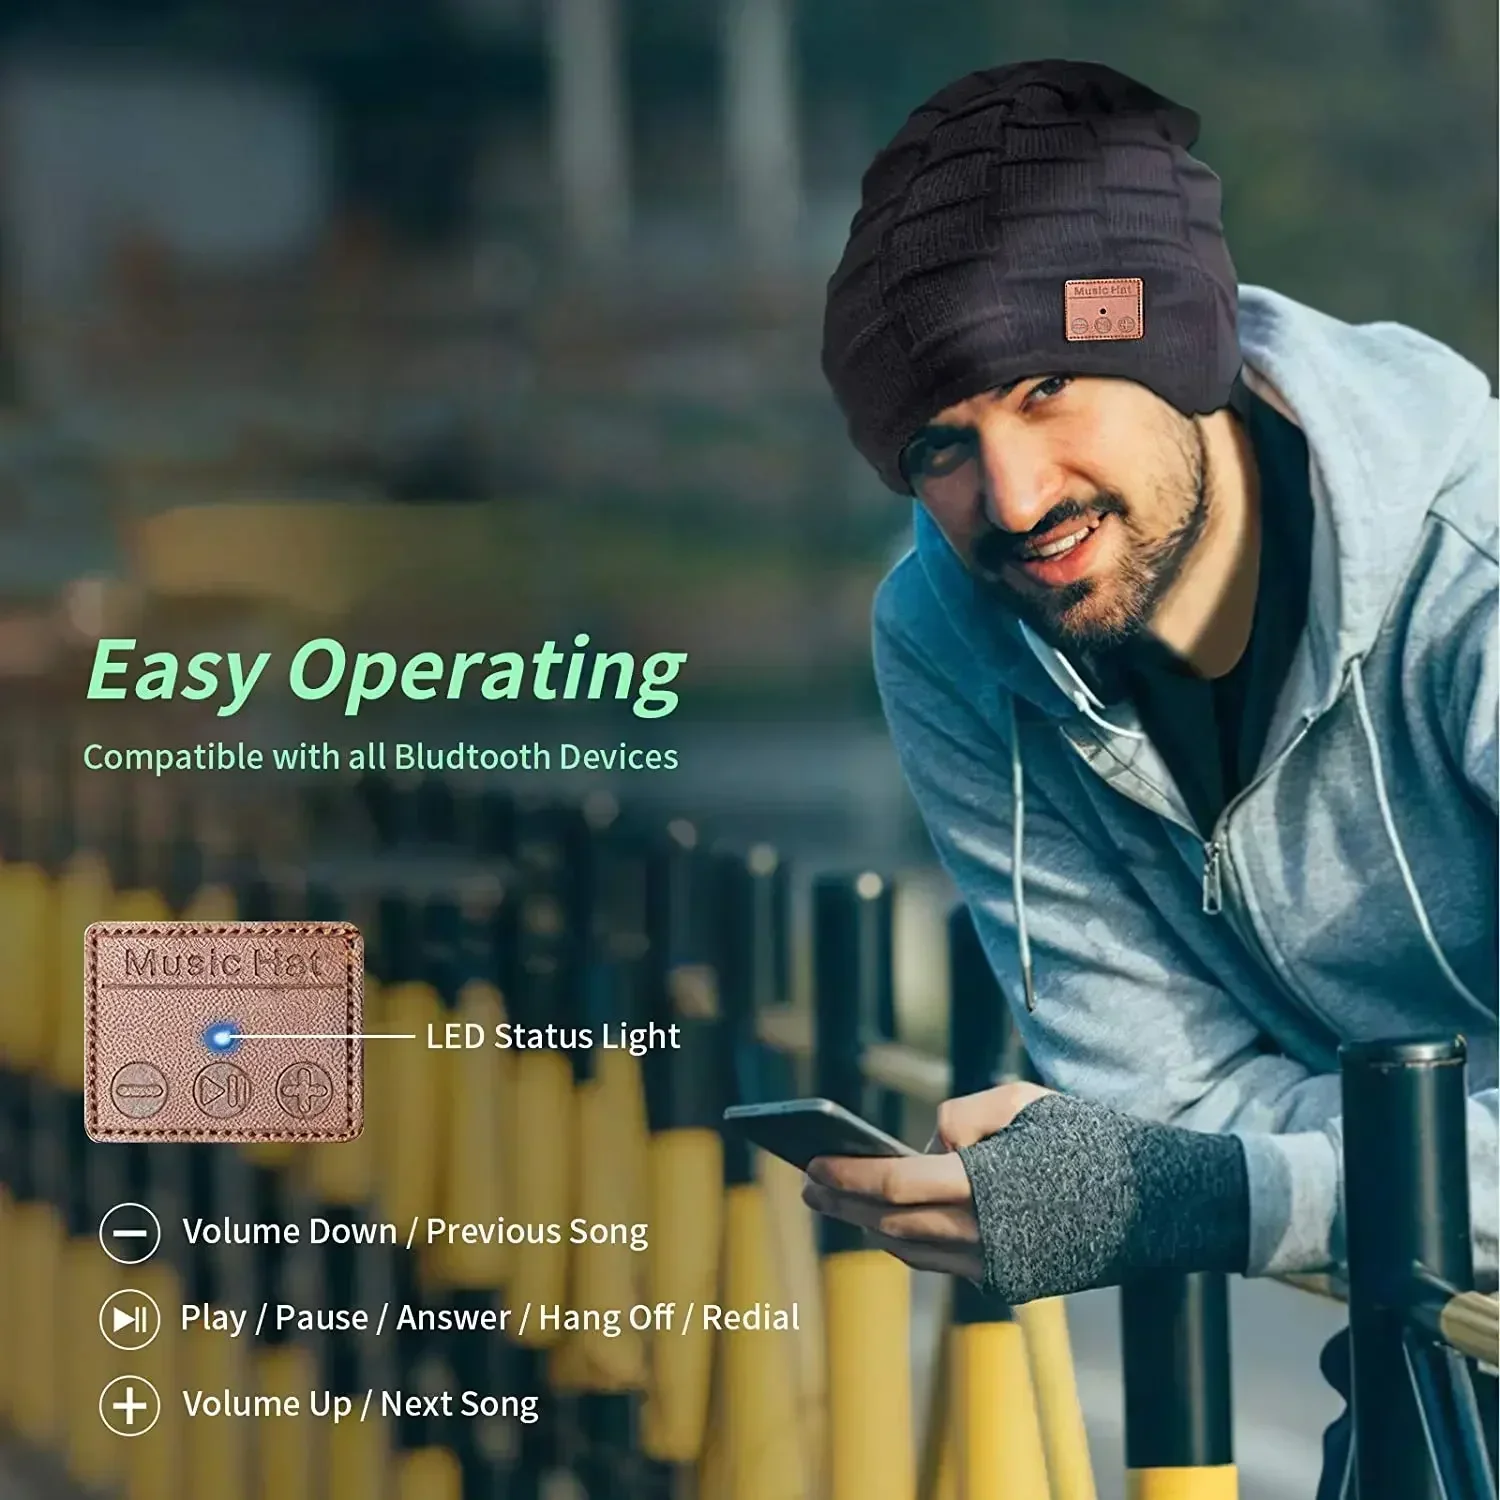 Music Hat
Easy Operating
Compatible with all Bludtooth Devices
Music Hat
LED Status Light
Volume Down / Previous Song
Play / Pause / Answer / Hang Off / Redial
Volume Up / Next Song